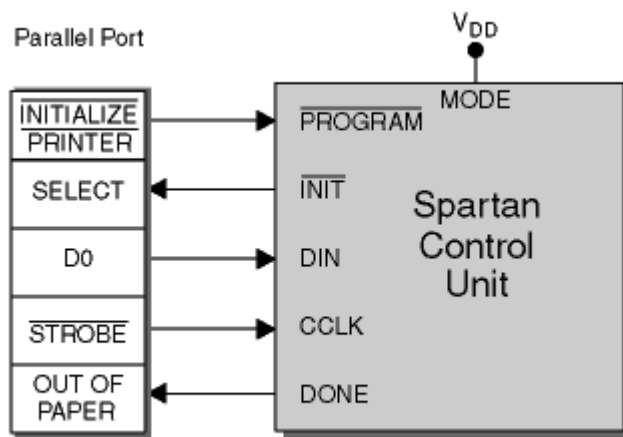 Parallel Port
V_DD
INITIALIZE
PRINTER
SELECT
D0
STROBE
OUT OF
PAPER
MODE
PROGRAM
INIT
DIN
CCLK
DONE
Spartan
Control
Unit